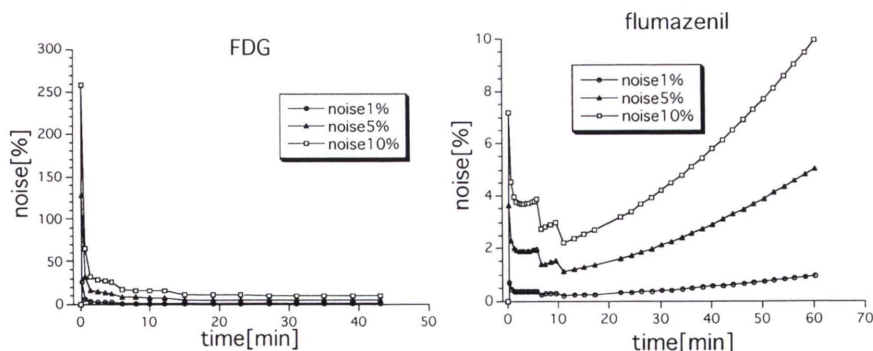 FDG
noise[%]
300
250
200
150
100
50
0
noise1%
noise5%
noise10%
0 10 20 30 40 50
time[min]
flumazenil
noise[%]
10
8
6
4
2
0
noise1%
noise5%
noise10%
0 10 20 30 40 50 60 70
time[min]